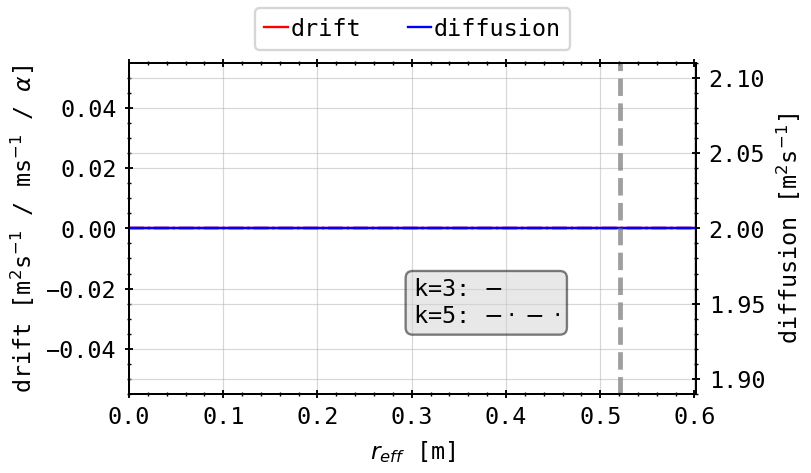 drift diffusion
drift [m²s⁻¹ / ms⁻¹ / α]
0.04
0.02
0.00
−0.02
−0.04
2.10
2.05
2.00
1.95
1.90
diffusion [m²s⁻¹]
k=3: —
k=5: —·—·
0.0 0.1 0.2 0.3 0.4 0.5 0.6
r_eff [m]